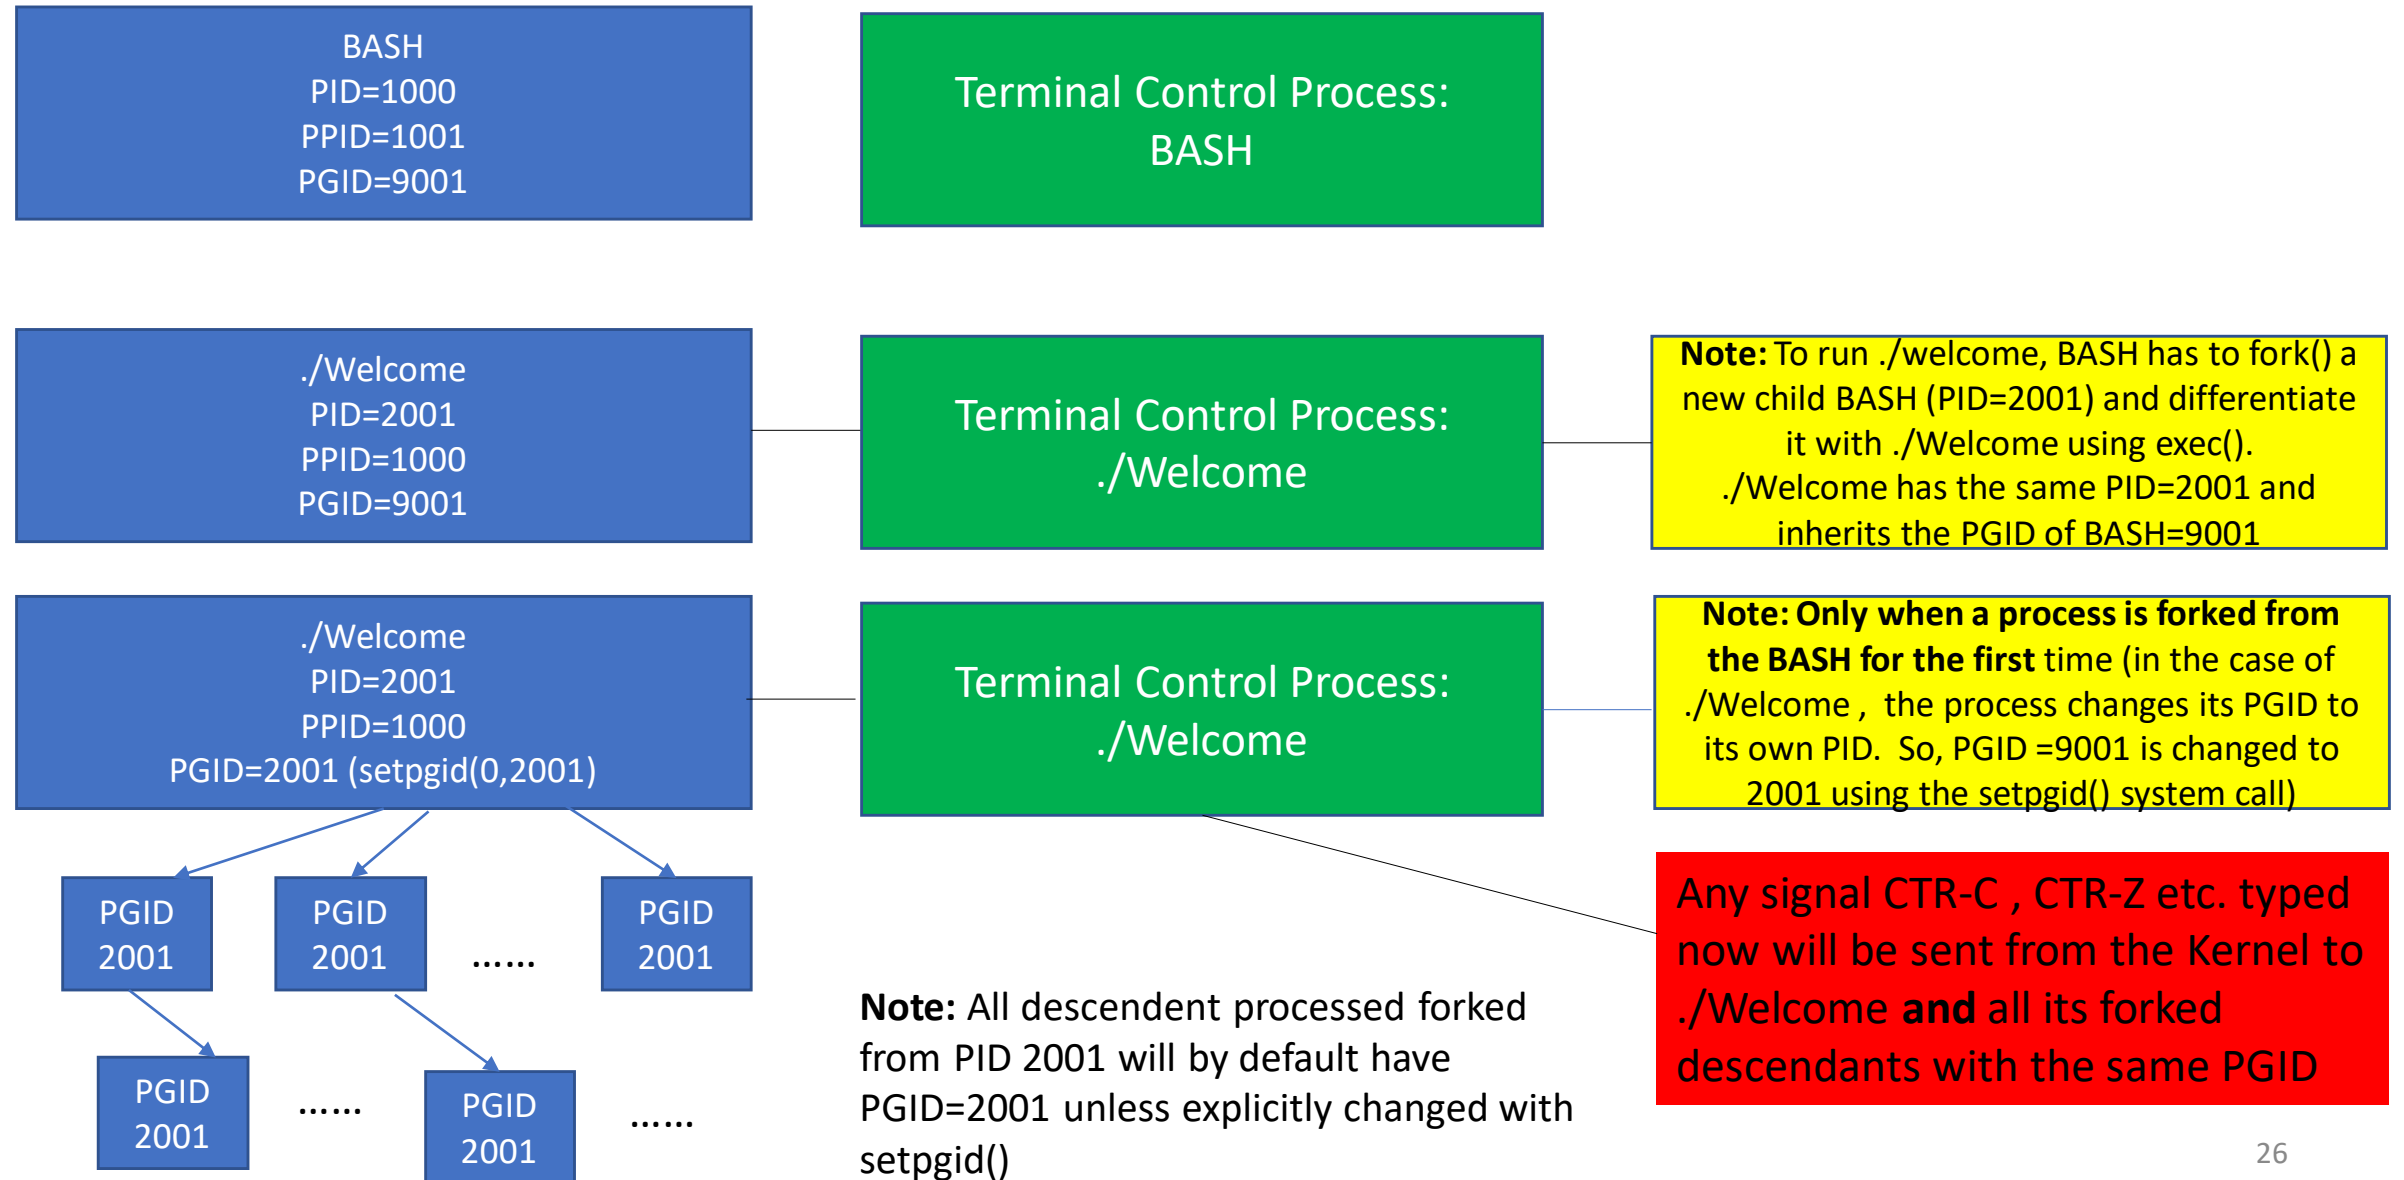 BASH
PID=1000
PPID=1001
PGID=9001
Terminal Control Process:
BASH
./Welcome
PID=2001
PPID=1000
PGID=9001
Terminal Control Process:
./Welcome
Note: To run ./welcome, BASH has to fork() a
new child BASH (PID=2001) and differentiate
it with ./Welcome using exec().
./Welcome has the same PID=2001 and
inherits the PGID of BASH=9001
./Welcome
PID=2001
PPID=1000
PGID=2001 (setpgid(0,2001)
Terminal Control Process:
./Welcome
Note: Only when a process is forked from
the BASH for the first time (in the case of
./Welcome , the process changes its PGID to
its own PID. So, PGID =9001 is changed to
2001 using the setpgid() system call)
PGID
2001
PGID
2001
......
PGID
2001
PGID
2001
......
PGID
2001
......
Note: All descendent processed forked
from PID 2001 will by default have
PGID=2001 unless explicitly changed with
setpgid()
Any signal CTR-C , CTR-Z etc. typed
now will be sent from the Kernel to
./Welcome and all its forked
descendants with the same PGID
26